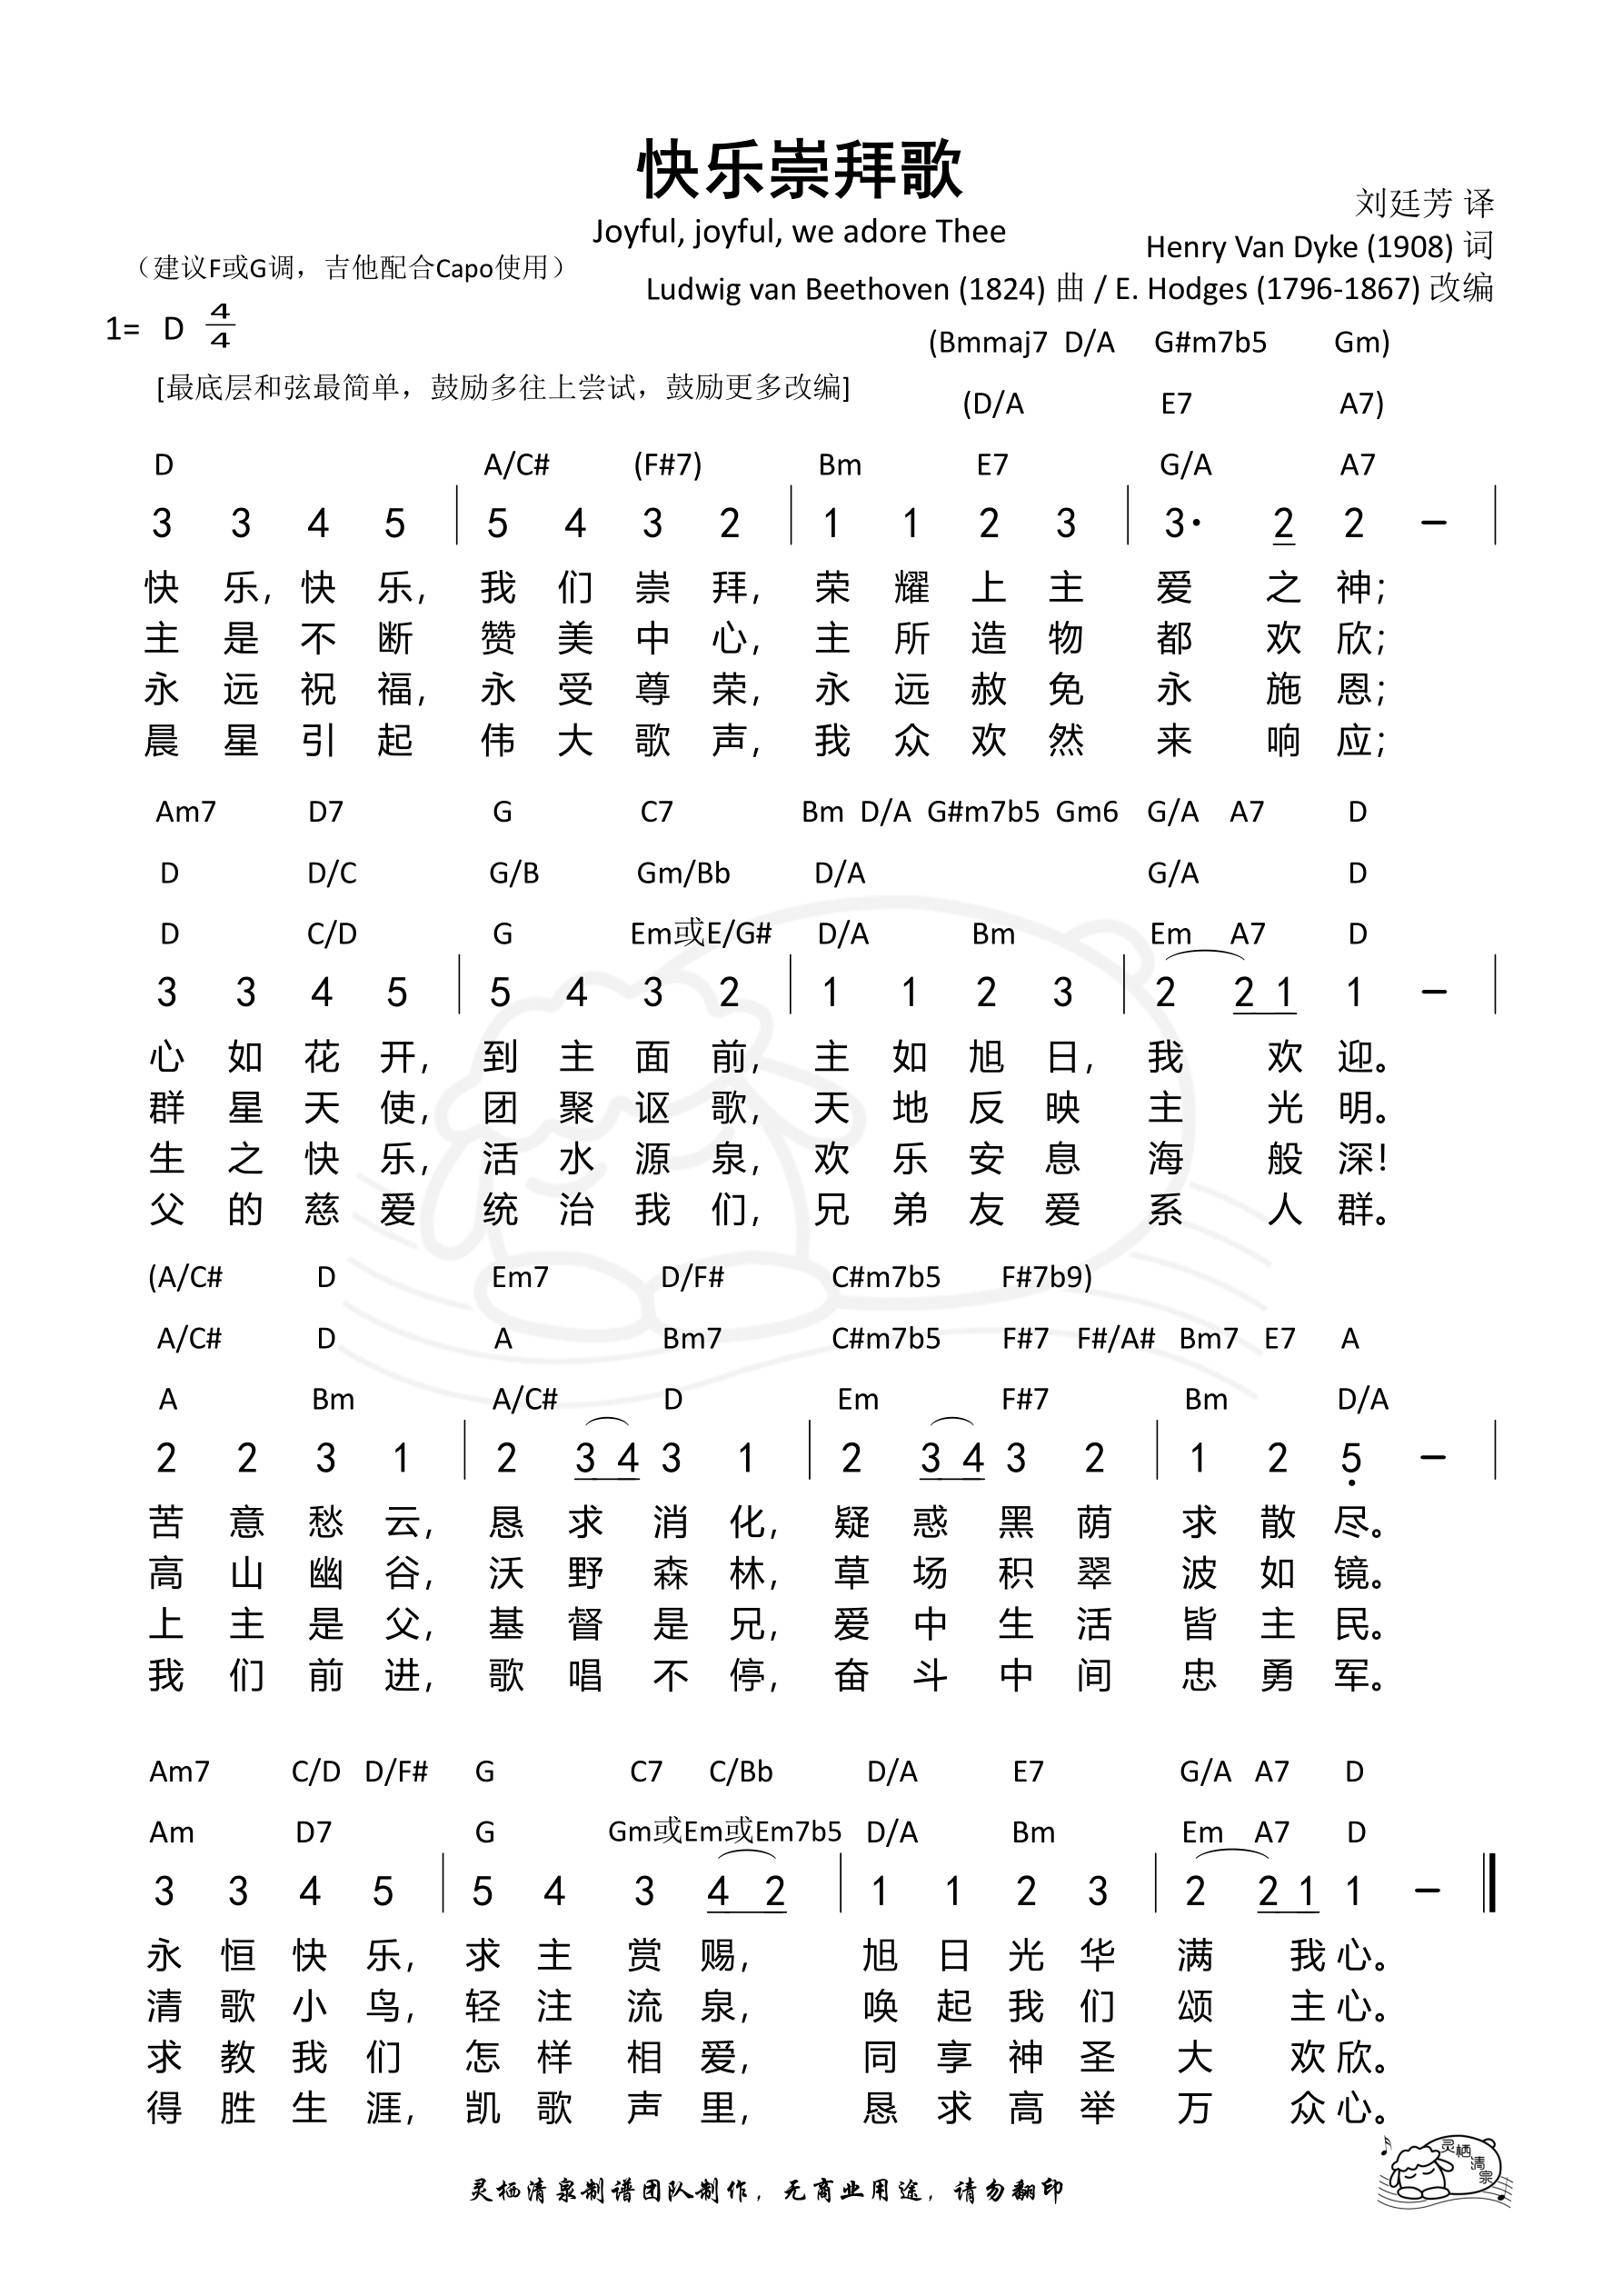 快乐崇拜歌
Joyful, joyful, we adore Thee
刘廷芳 译
Henry Van Dyke (1908) 词
（建议F或G调，吉他配合Capo使用）
Ludwig van Beethoven (1824) 曲 / E. Hodges (1796-1867) 改编
1= D 4/4
(Bmmaj7 D/A G#m7b5 Gm)
[最底层和弦最简单，鼓励多往上尝试，鼓励更多改编]
(D/A E7 A7)
D A/C# (F#7) Bm E7 G/A A7
3 3 4 5 | 5 4 3 2 | 1 1 2 3 | 3· 2 2 – |
快 乐, 快 乐, 我 们 崇 拜, 荣 耀 上 主 爱 之 神;
主 是 不 断 赞 美 中 心, 主 所 造 物 都 欢 欣;
永 远 祝 福, 永 受 尊 荣, 永 远 赦 免 永 施 恩;
晨 星 引 起 伟 大 歌 声, 我 众 欢 然 来 响 应;
Am7 D7 G C7 Bm D/A G#m7b5 Gm6 G/A A7 D
D D/C G/B Gm/Bb D/A G/A D
D C/D G Em或E/G# D/A Bm Em A7 D
3 3 4 5 | 5 4 3 2 | 1 1 2 3 | 2 2 1 1 – |
心 如 花 开, 到 主 面 前, 主 如 旭 日, 我 欢 迎。
群 星 天 使, 团 聚 讴 歌, 天 地 反 映 主 光 明。
生 之 快 乐, 活 水 源 泉, 欢 乐 安 息 海 般 深!
父 的 慈 爱 统 治 我 们, 兄 弟 友 爱 系 人 群。
(A/C# D Em7 D/F# C#m7b5 F#7b9)
A/C# D A Bm7 C#m7b5 F#7 F#/A# Bm7 E7 A
A Bm A/C# D Em F#7 Bm D/A
2 2 3 1 | 2 3 4 3 1 | 2 3 4 3 2 | 1 2 5̣ – |
苦 意 愁 云, 恳 求 消 化, 疑 惑 黑 荫 求 散 尽。
高 山 幽 谷, 沃 野 森 林, 草 场 积 翠 波 如 镜。
上 主 是 父, 基 督 是 兄, 爱 中 生 活 皆 主 民。
我 们 前 进, 歌 唱 不 停, 奋 斗 中 间 忠 勇 军。
Am7 C/D D/F# G C7 C/Bb D/A E7 G/A A7 D
Am D7 G Gm或Em或Em7b5 D/A Bm Em A7 D
3 3 4 5 | 5 4 3 4 2 | 1 1 2 3 | 2 2 1 1 – ‖
永 恒 快 乐, 求 主 赏 赐, 旭 日 光 华 满 我 心。
清 歌 小 鸟, 轻 注 流 泉, 唤 起 我 们 颂 主 心。
求 教 我 们 怎 样 相 爱, 同 享 神 圣 大 欢 欣。
得 胜 生 涯, 凯 歌 声 里, 恳 求 高 举 万 众 心。
灵栖清泉
灵栖清泉制谱团队制作，无商业用途，请勿翻印